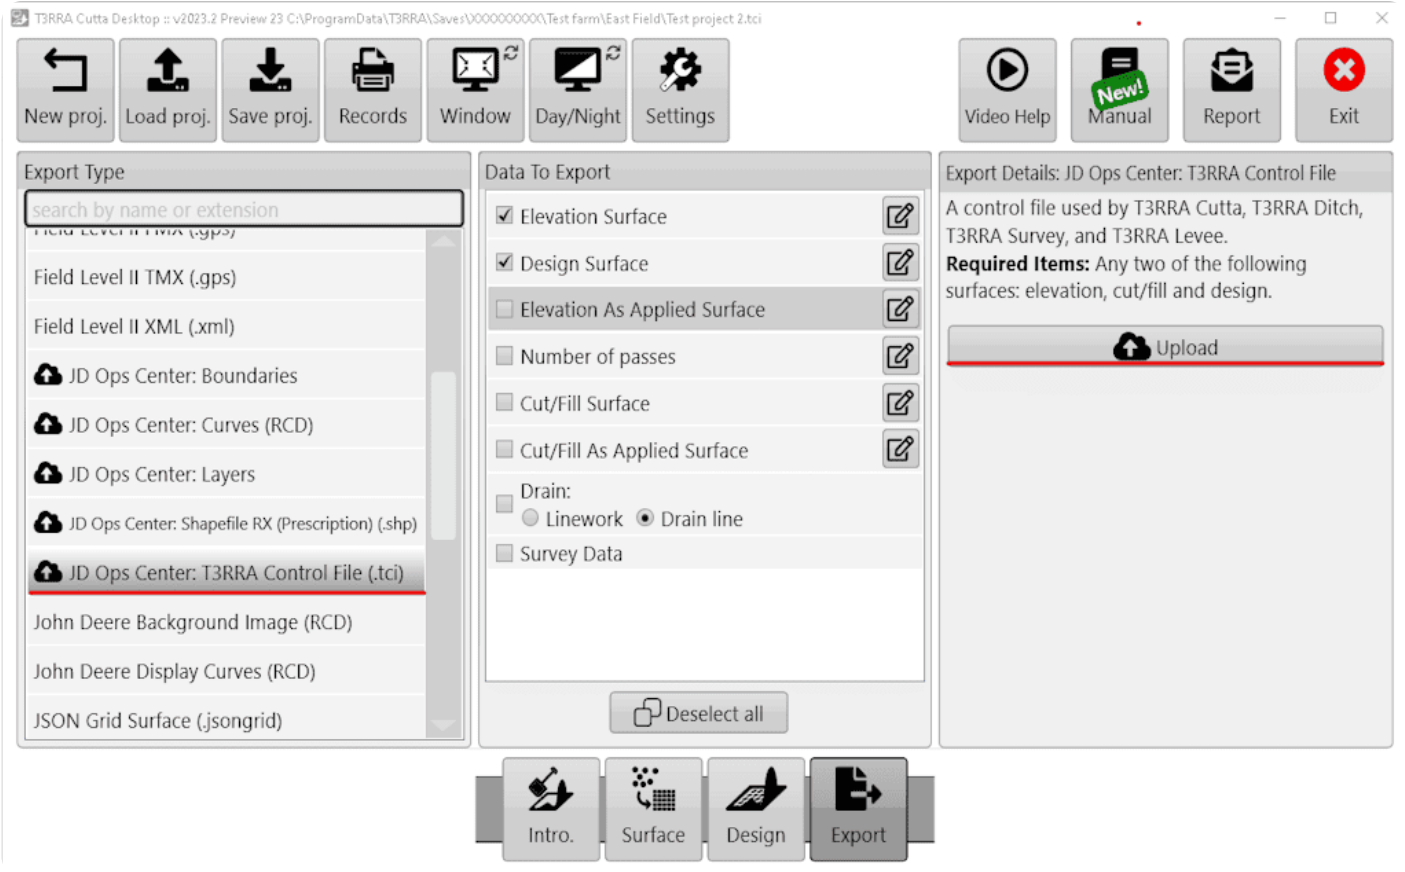 T3RRA Cutta Desktop :: v2023.2 Preview 23 C:\ProgramData\T3RRA\Saves\XXXXXXXXXX\Test farm\East Field\Test project 2.tci
New proj.
Load proj.
Save proj.
Records
Window
Day/Night
Settings
Video Help
New!
Manual
Report
Exit
Export Type
search by name or extension
Field Level II TMX (.gps)
Field Level II XML (.xml)
JD Ops Center: Boundaries
JD Ops Center: Curves (RCD)
JD Ops Center: Layers
JD Ops Center: Shapefile RX (Prescription) (.shp)
JD Ops Center: T3RRA Control File (.tci)
John Deere Background Image (RCD)
John Deere Display Curves (RCD)
JSON Grid Surface (.jsongrid)
Data To Export
Elevation Surface
Design Surface
Elevation As Applied Surface
Number of passes
Cut/Fill Surface
Cut/Fill As Applied Surface
Drain:
Linework Drain line
Survey Data
Deselect all
Export Details: JD Ops Center: T3RRA Control File
A control file used by T3RRA Cutta, T3RRA Ditch,
T3RRA Survey, and T3RRA Levee.
Required Items: Any two of the following
surfaces: elevation, cut/fill and design.
Upload
Intro.
Surface
Design
Export